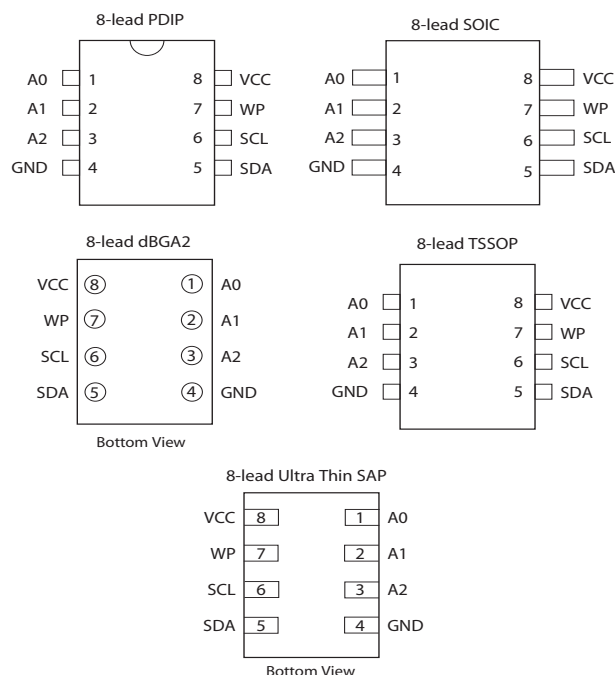 8-lead PDIP
A0 1 8 VCC
A1 2 7 WP
A2 3 6 SCL
GND 4 5 SDA
8-lead SOIC
A0 1 8 VCC
A1 2 7 WP
A2 3 6 SCL
GND 4 5 SDA
8-lead dBGA2
VCC 8 1 A0
WP 7 2 A1
SCL 6 3 A2
SDA 5 4 GND
Bottom View
8-lead TSSOP
A0 1 8 VCC
A1 2 7 WP
A2 3 6 SCL
GND 4 5 SDA
8-lead Ultra Thin SAP
VCC 8 1 A0
WP 7 2 A1
SCL 6 3 A2
SDA 5 4 GND
Bottom View